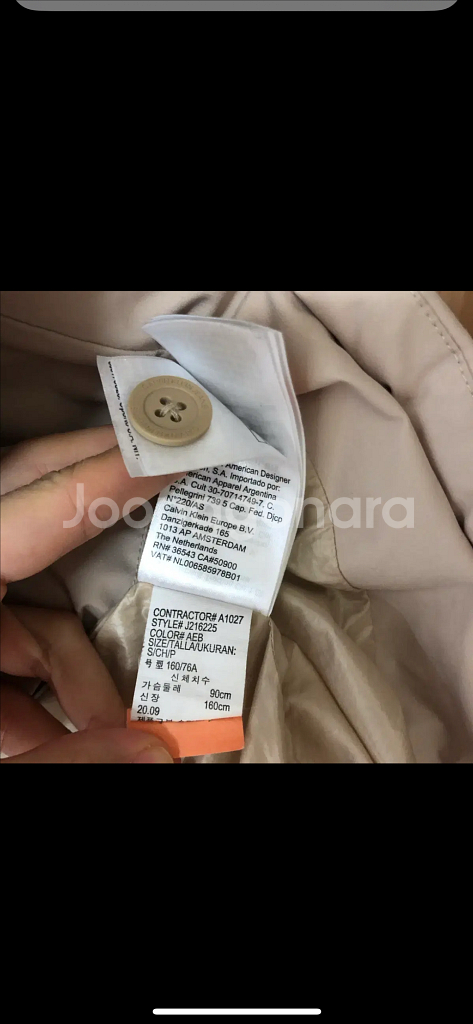 American Designer
, S.A. Importado por:
American Apparel Argentina
.A. Cuit 30-70714749-7, C.
Pellegrini 739 5 Cap. Fed. Djcp
N°220/AS
Calvin Klein Europe B.V.
Danzigerkade 165
1013 AP AMSTERDAM
The Netherlands
RN# 36543 CA#50900
VAT# NL006585978B01
CONTRACTOR# A1027
STYLE# J216225
COLOR# AEB
SIZE/TALLA/UKURAN:
S/CH/P
号型 160/76A
신체치수
가슴둘레 90cm
신장 160cm
20.09